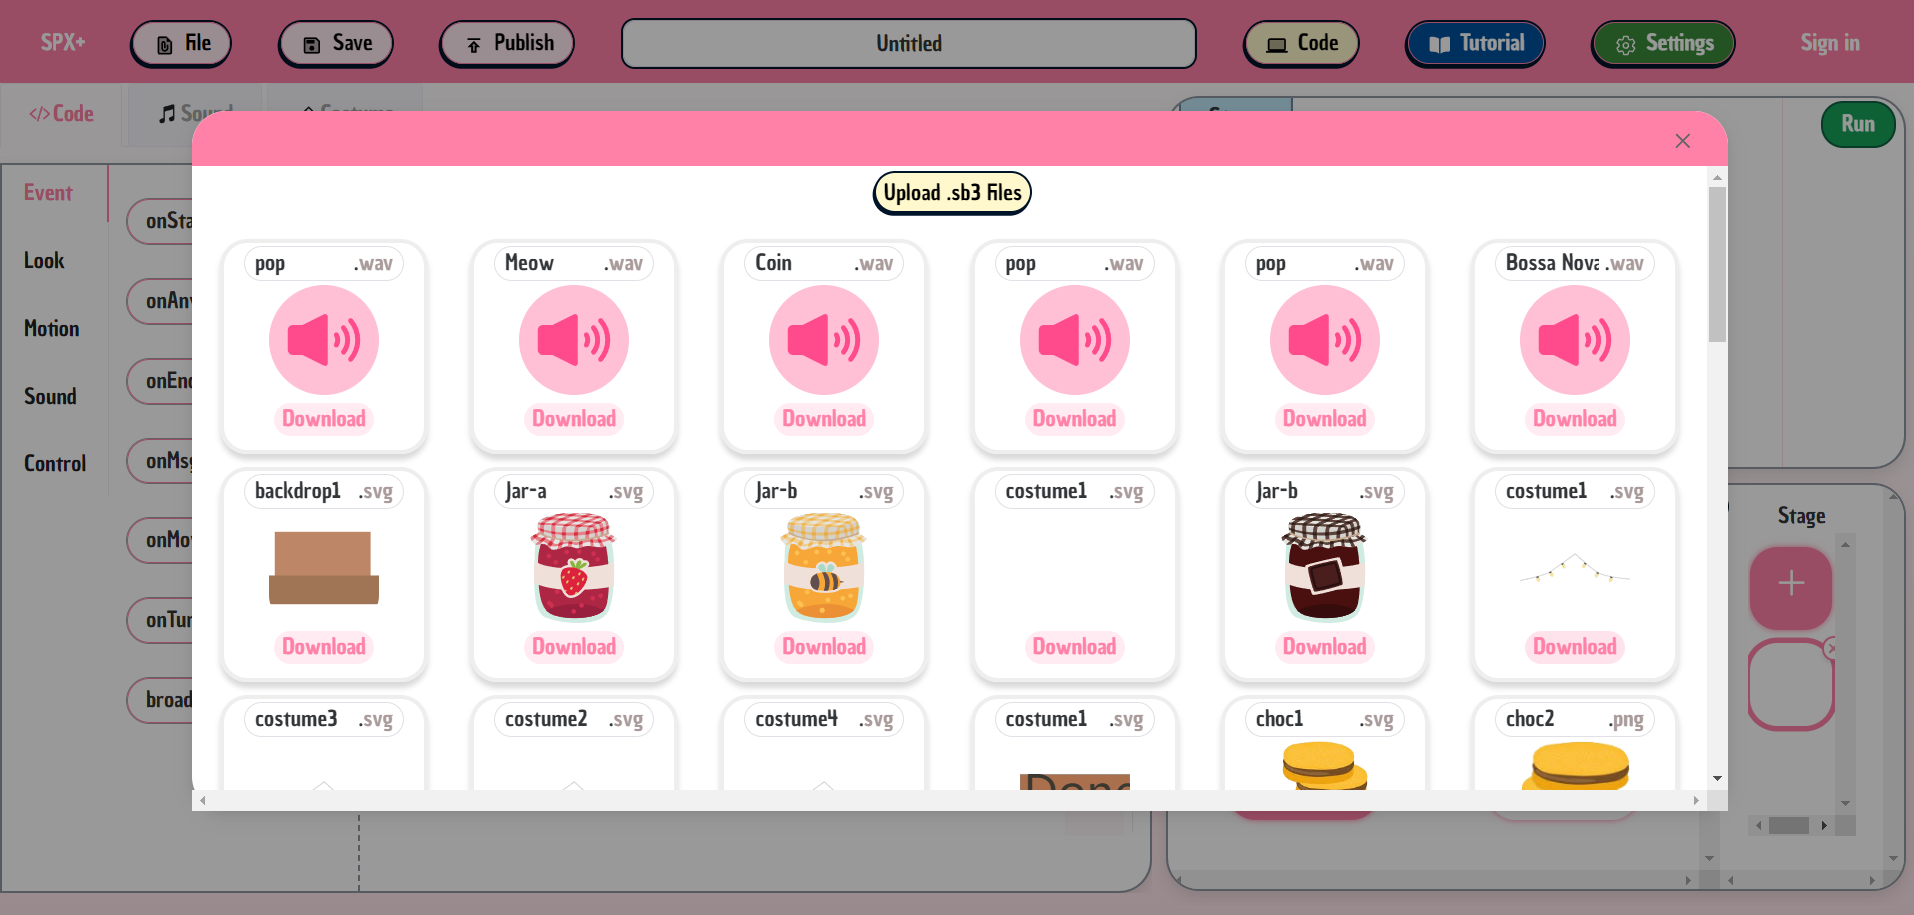 SPX+ File Save Publish Untitled Code Tutorial Settings Sign in
</>Code
Run
Upload .sb3 Files
Event
Look
Motion
Sound
Control
pop .wav Meow .wav Coin .wav pop .wav pop .wav Bossa Nova .wav
Download Download Download Download Download Download
backdrop1 .svg Jar-a .svg Jar-b .svg costume1 .svg Jar-b .svg costume1 .svg
Download Download Download Download Download Download
costume3 .svg costume2 .svg costume4 .svg costume1 .svg choc1 .svg choc2 .png
Stage